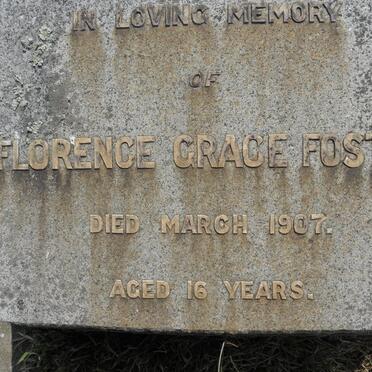 IN LOVING MEMORY
OF
FLORENCE GRACE FOST
DIED MARCH 1907.
AGED 16 YEARS.